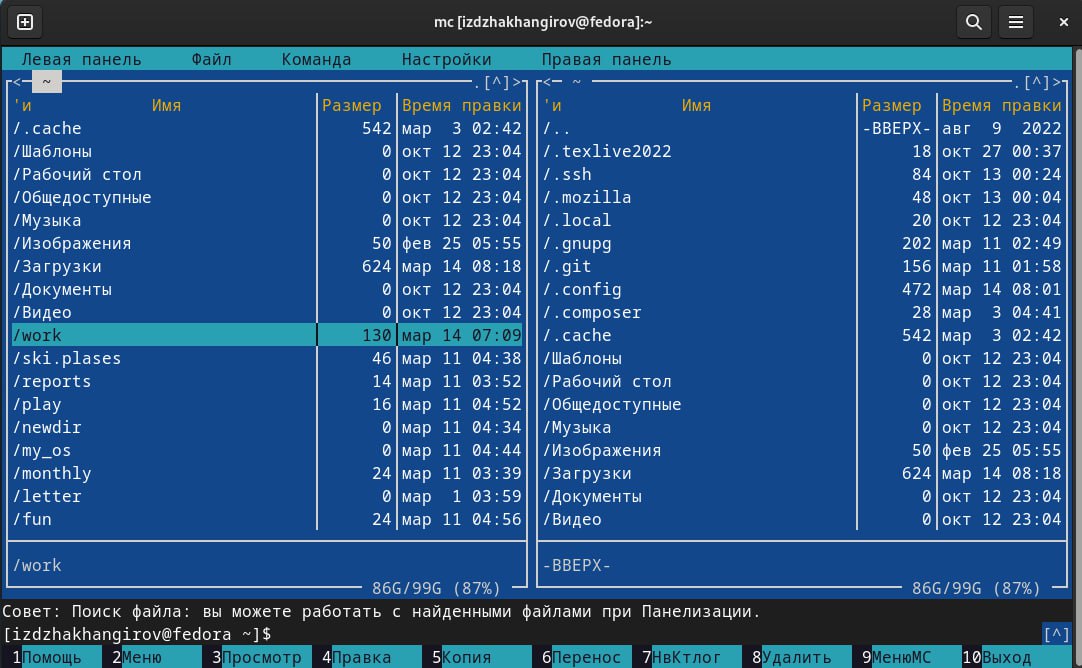 mc [izdzhakhangirov@fedora]:~
Левая панель Файл Команда Настройки Правая панель
<- ~ .[^]> <- ~ .[^]>
'и Имя Размер Время правки 'и Имя Размер Время правки
/.cache 542 мар 3 02:42 /.. -ВВЕРХ- авг 9 2022
/Шаблоны 0 окт 12 23:04 /.texlive2022 18 окт 27 00:37
/Рабочий стол 0 окт 12 23:04 /.ssh 84 окт 13 00:24
/Общедоступные 0 окт 12 23:04 /.mozilla 48 окт 13 00:04
/Музыка 0 окт 12 23:04 /.local 20 окт 12 23:04
/Изображения 50 фев 25 05:55 /.gnupg 202 мар 11 02:49
/Загрузки 624 мар 14 08:18 /.git 156 мар 11 01:58
/Документы 0 окт 12 23:04 /.config 472 мар 14 08:01
/Видео 0 окт 12 23:04 /.composer 28 мар 3 04:41
/work 130 мар 14 07:09 /.cache 542 мар 3 02:42
/ski.plases 46 мар 11 04:38 /Шаблоны 0 окт 12 23:04
/reports 14 мар 11 03:52 /Рабочий стол 0 окт 12 23:04
/play 16 мар 11 04:52 /Общедоступные 0 окт 12 23:04
/newdir 0 мар 11 04:34 /Музыка 0 окт 12 23:04
/my_os 0 мар 11 04:44 /Изображения 50 фев 25 05:55
/monthly 24 мар 11 03:39 /Загрузки 624 мар 14 08:18
/letter 0 мар 1 03:59 /Документы 0 окт 12 23:04
/fun 24 мар 11 04:56 /Видео 0 окт 12 23:04
/work -ВВЕРХ-
86G/99G (87%) 86G/99G (87%)
Совет: Поиск файла: вы можете работать с найденными файлами при Панелизации.
[izdzhakhangirov@fedora ~]$ [^]
1Помощь 2Меню 3Просмотр 4Правка 5Копия 6Перенос 7НвКтлог 8Удалить 9МенюМС 10Выход